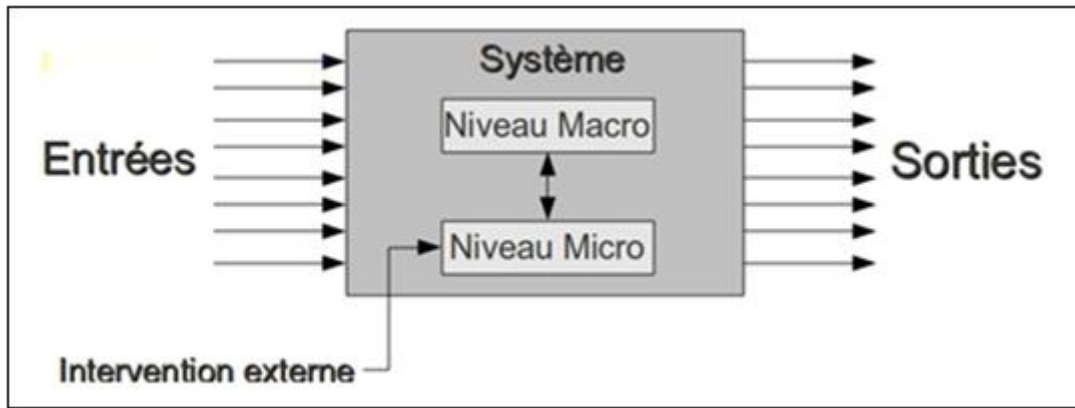 Système
Niveau Macro
Entrées
Sorties
Niveau Micro
Intervention externe